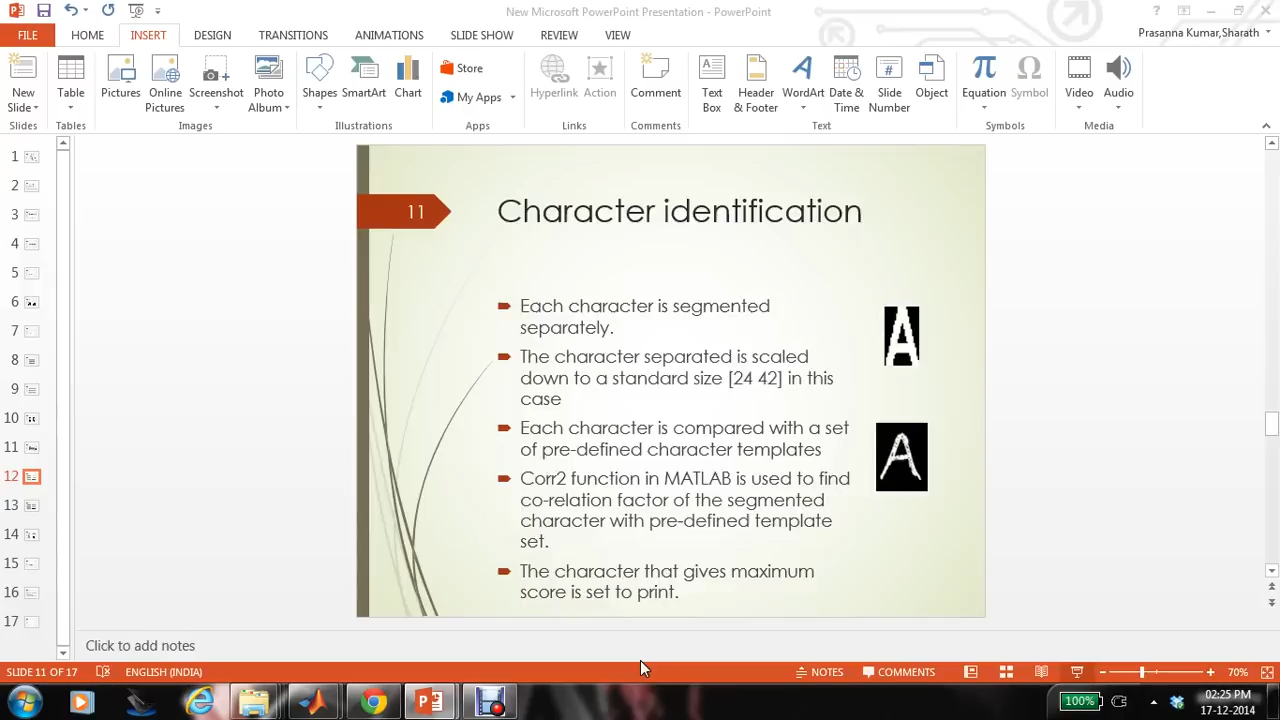 New Microsoft PowerPoint Presentation - PowerPoint
FILE HOME INSERT DESIGN TRANSITIONS ANIMATIONS SLIDE SHOW REVIEW VIEW
Prasanna Kumar,Sharath
New Slide
Table
Pictures
Online Pictures
Screenshot
Photo Album
Shapes
SmartArt
Chart
Store
My Apps
Hyperlink
Action
Comment
Text Box
Header & Footer
WordArt
Date & Time
Slide Number
Object
Equation
Symbol
Video
Audio
Slides Tables Images Illustrations Apps Links Comments Text Symbols Media
1
2
3
4
5
6
7
8
9
10
11
12
13
14
15
16
17
11
Character identification
Each character is segmented
separately.
The character separated is scaled
down to a standard size [24 42] in this
case
Each character is compared with a set
of pre-defined character templates
Corr2 function in MATLAB is used to find
co-relation factor of the segmented
character with pre-defined template
set.
The character that gives maximum
score is set to print.
A
A
Click to add notes
SLIDE 11 OF 17 ENGLISH (INDIA) NOTES COMMENTS 70%
100% 02:25 PM
17-12-2014